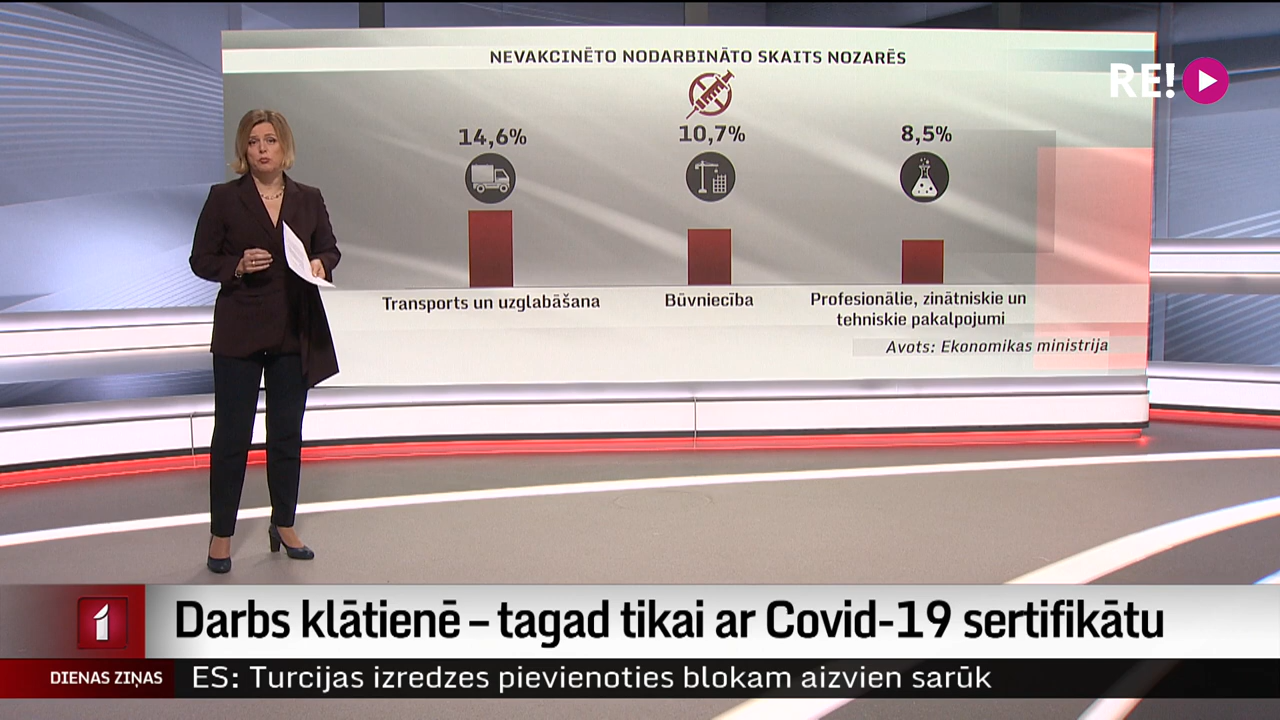 NEVAKCINĒTO NODARBINĀTO SKAITS NOZARĒS
RE!
14,6%
10,7%
8,5%
Transports un uzglabāšana
Būvniecība
Profesionālie, zinātniskie un
tehniskie pakalpojumi
Avots: Ekonomikas ministrija
1
Darbs klātienē – tagad tikai ar Covid-19 sertifikātu
DIENAS ZIŅAS
ES: Turcijas izredzes pievienoties blokam aizvien sarūk